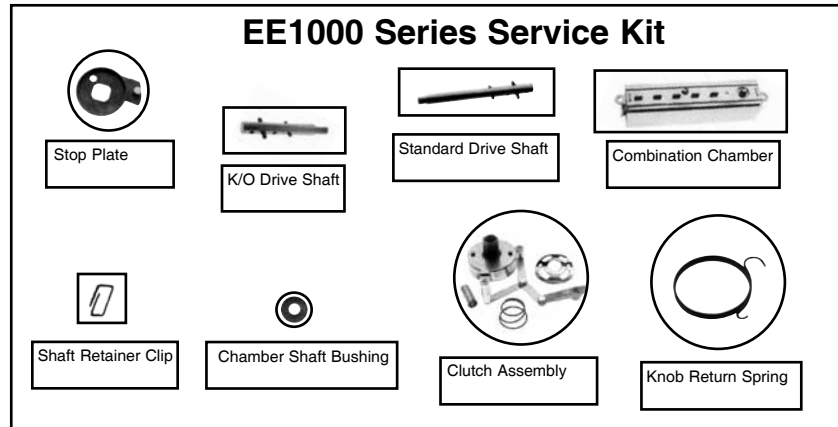 EE1000 Series Service Kit
Stop Plate
K/O Drive Shaft
Standard Drive Shaft
Combination Chamber
Shaft Retainer Clip
Chamber Shaft Bushing
Clutch Assembly
Knob Return Spring